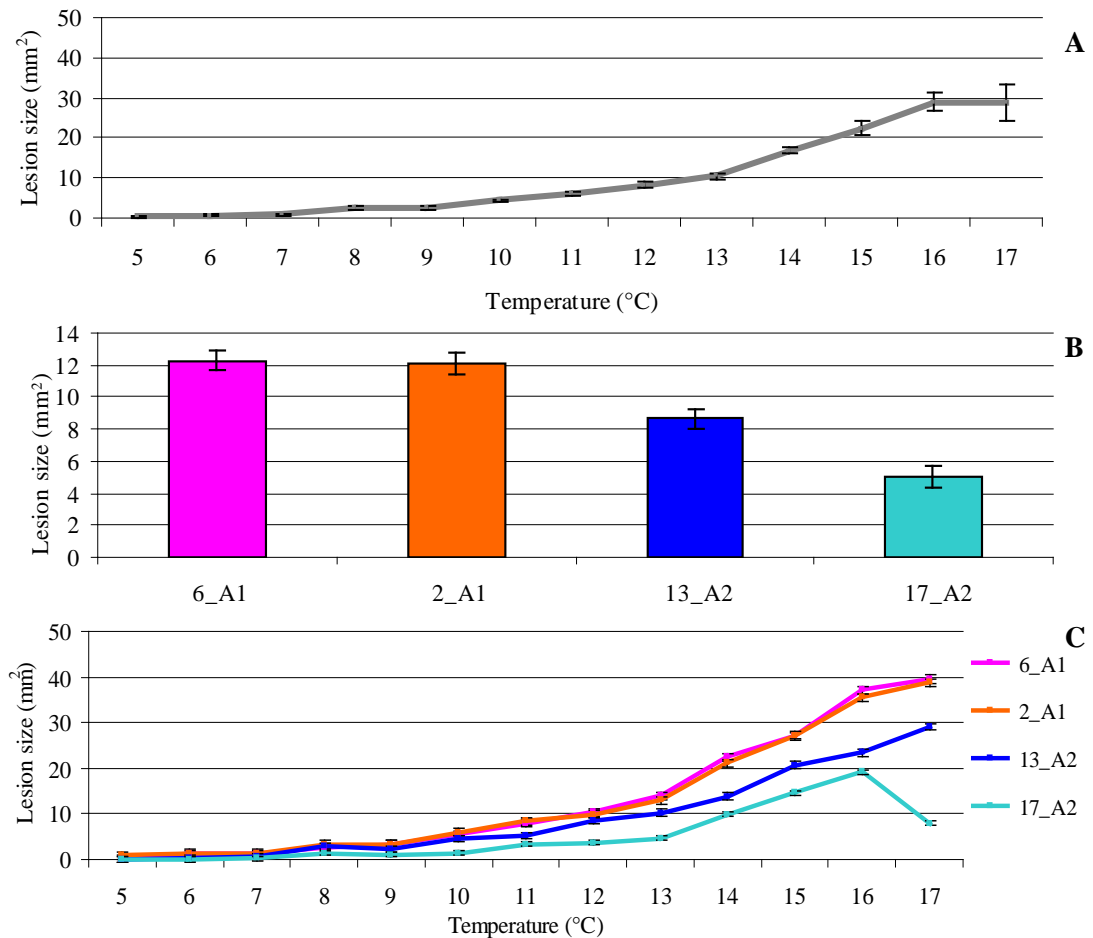 A
Lesion size (mm²)
50
40
30
20
10
0
5 6 7 8 9 10 11 12 13 14 15 16 17
Temperature (°C)
B
Lesion size (mm²)
14
12
10
8
6
4
2
0
6_A1 2_A1 13_A2 17_A2
C
Lesion size (mm²)
50
40
30
20
10
0
5 6 7 8 9 10 11 12 13 14 15 16 17
Temperature (°C)
6_A1
2_A1
13_A2
17_A2